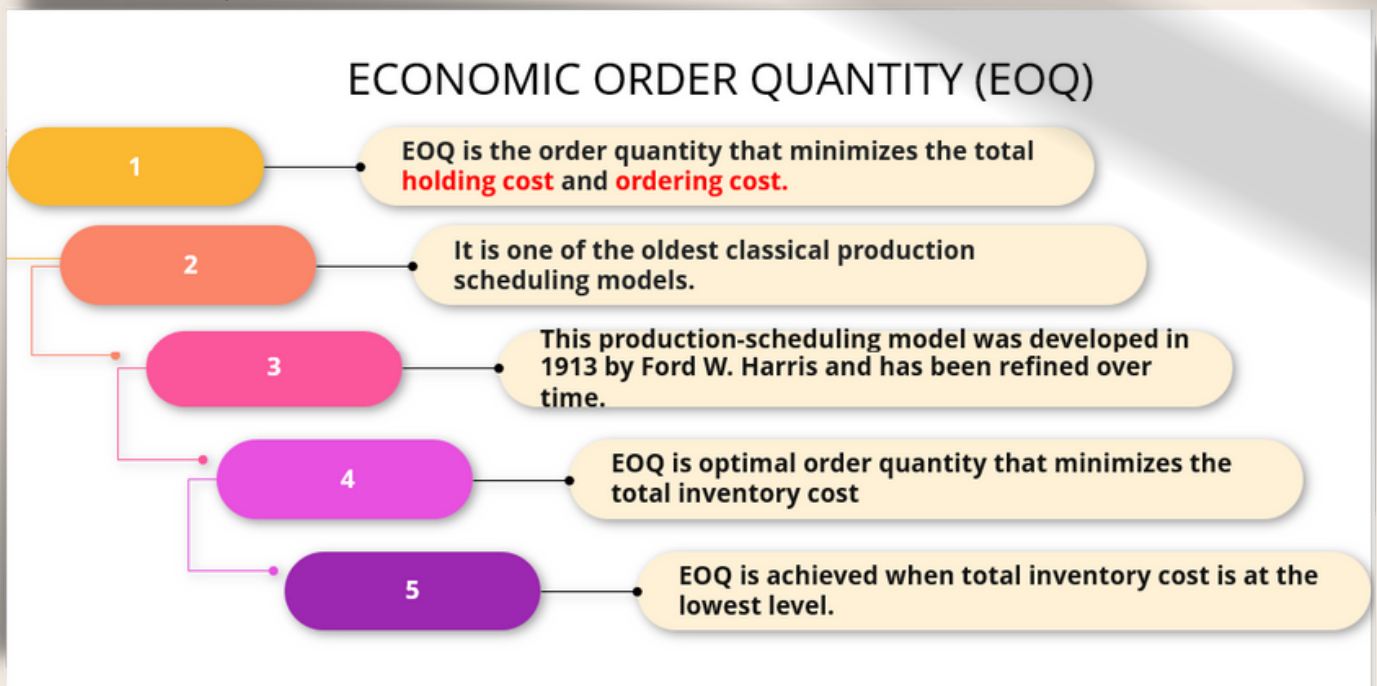 ECONOMIC ORDER QUANTITY (EOQ)
1
EOQ is the order quantity that minimizes the total
holding cost and ordering cost.
2
It is one of the oldest classical production
scheduling models.
3
This production-scheduling model was developed in
1913 by Ford W. Harris and has been refined over
time.
4
EOQ is optimal order quantity that minimizes the
total inventory cost
5
EOQ is achieved when total inventory cost is at the
lowest level.